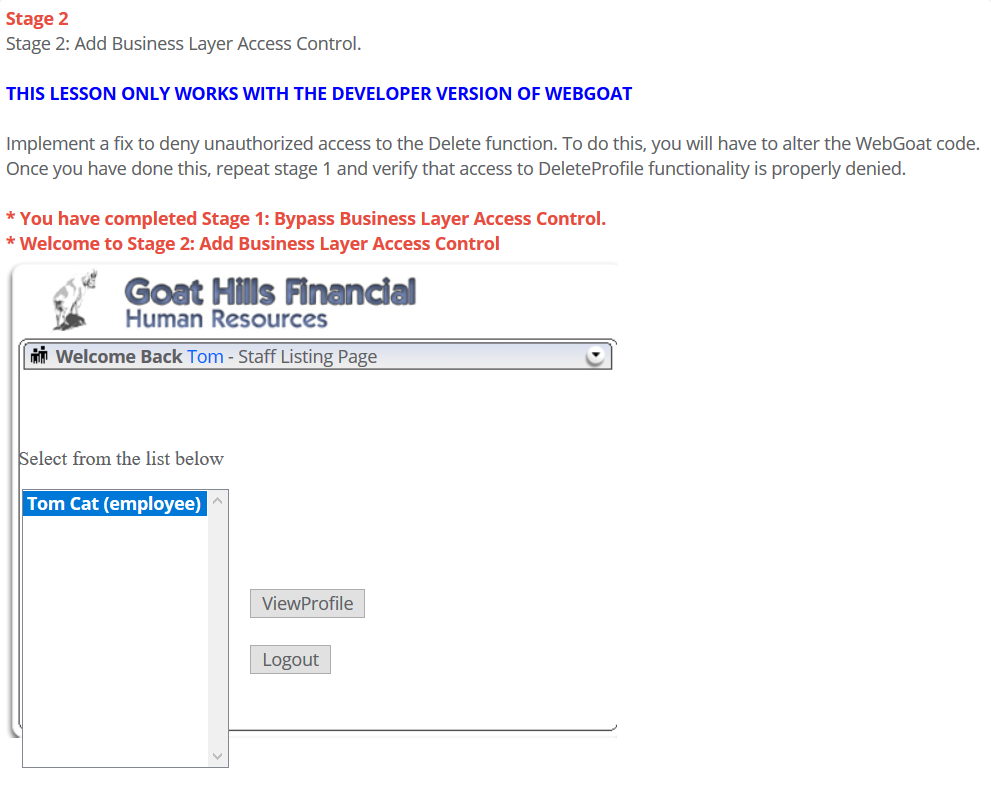 Stage 2
Stage 2: Add Business Layer Access Control.
THIS LESSON ONLY WORKS WITH THE DEVELOPER VERSION OF WEBGOAT
Implement a fix to deny unauthorized access to the Delete function. To do this, you will have to alter the WebGoat code.
Once you have done this, repeat stage 1 and verify that access to DeleteProfile functionality is properly denied.
* You have completed Stage 1: Bypass Business Layer Access Control.
* Welcome to Stage 2: Add Business Layer Access Control
Goat Hills Financial
Human Resources
Welcome Back Tom - Staff Listing Page
Select from the list below
Tom Cat (employee)
ViewProfile
Logout